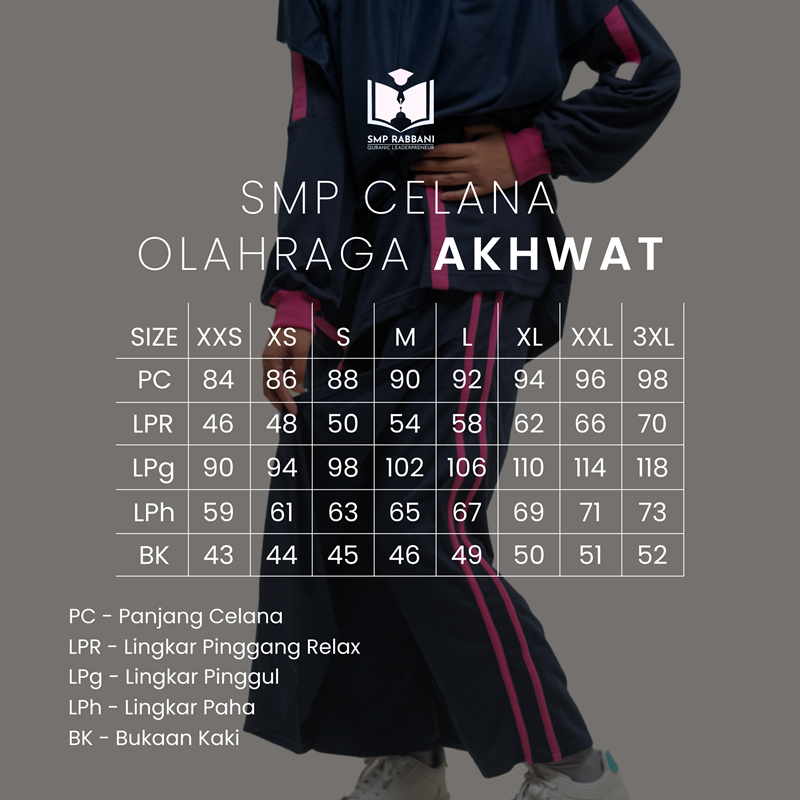 SMP RABBANI
QURANIC LEADERPRENEUR
SMP CELANA
OLAHRAGA AKHWAT
SIZE XXS XS S M L XL XXL 3XL
PC 84 86 88 90 92 94 96 98
LPR 46 48 50 54 58 62 66 70
LPg 90 94 98 102 106 110 114 118
LPh 59 61 63 65 67 69 71 73
BK 43 44 45 46 49 50 51 52
PC - Panjang Celana
LPR - Lingkar Pinggang Relax
LPg - Lingkar Pinggul
LPh - Lingkar Paha
BK - Bukaan Kaki